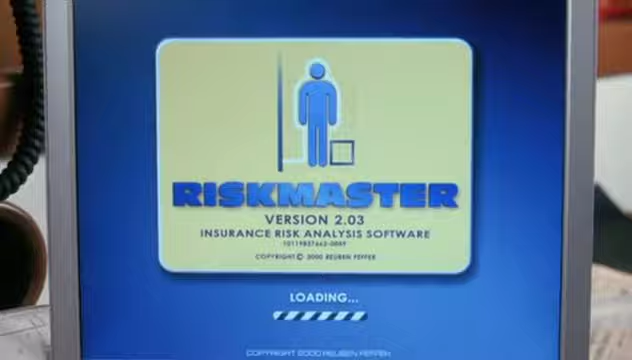 RISKMASTER
VERSION 2.03
INSURANCE RISK ANALYSIS SOFTWARE
COPYRIGHT © 2000 REUBEN FEFFER
LOADING...
COPYRIGHT 2000 REUBEN FEFFER